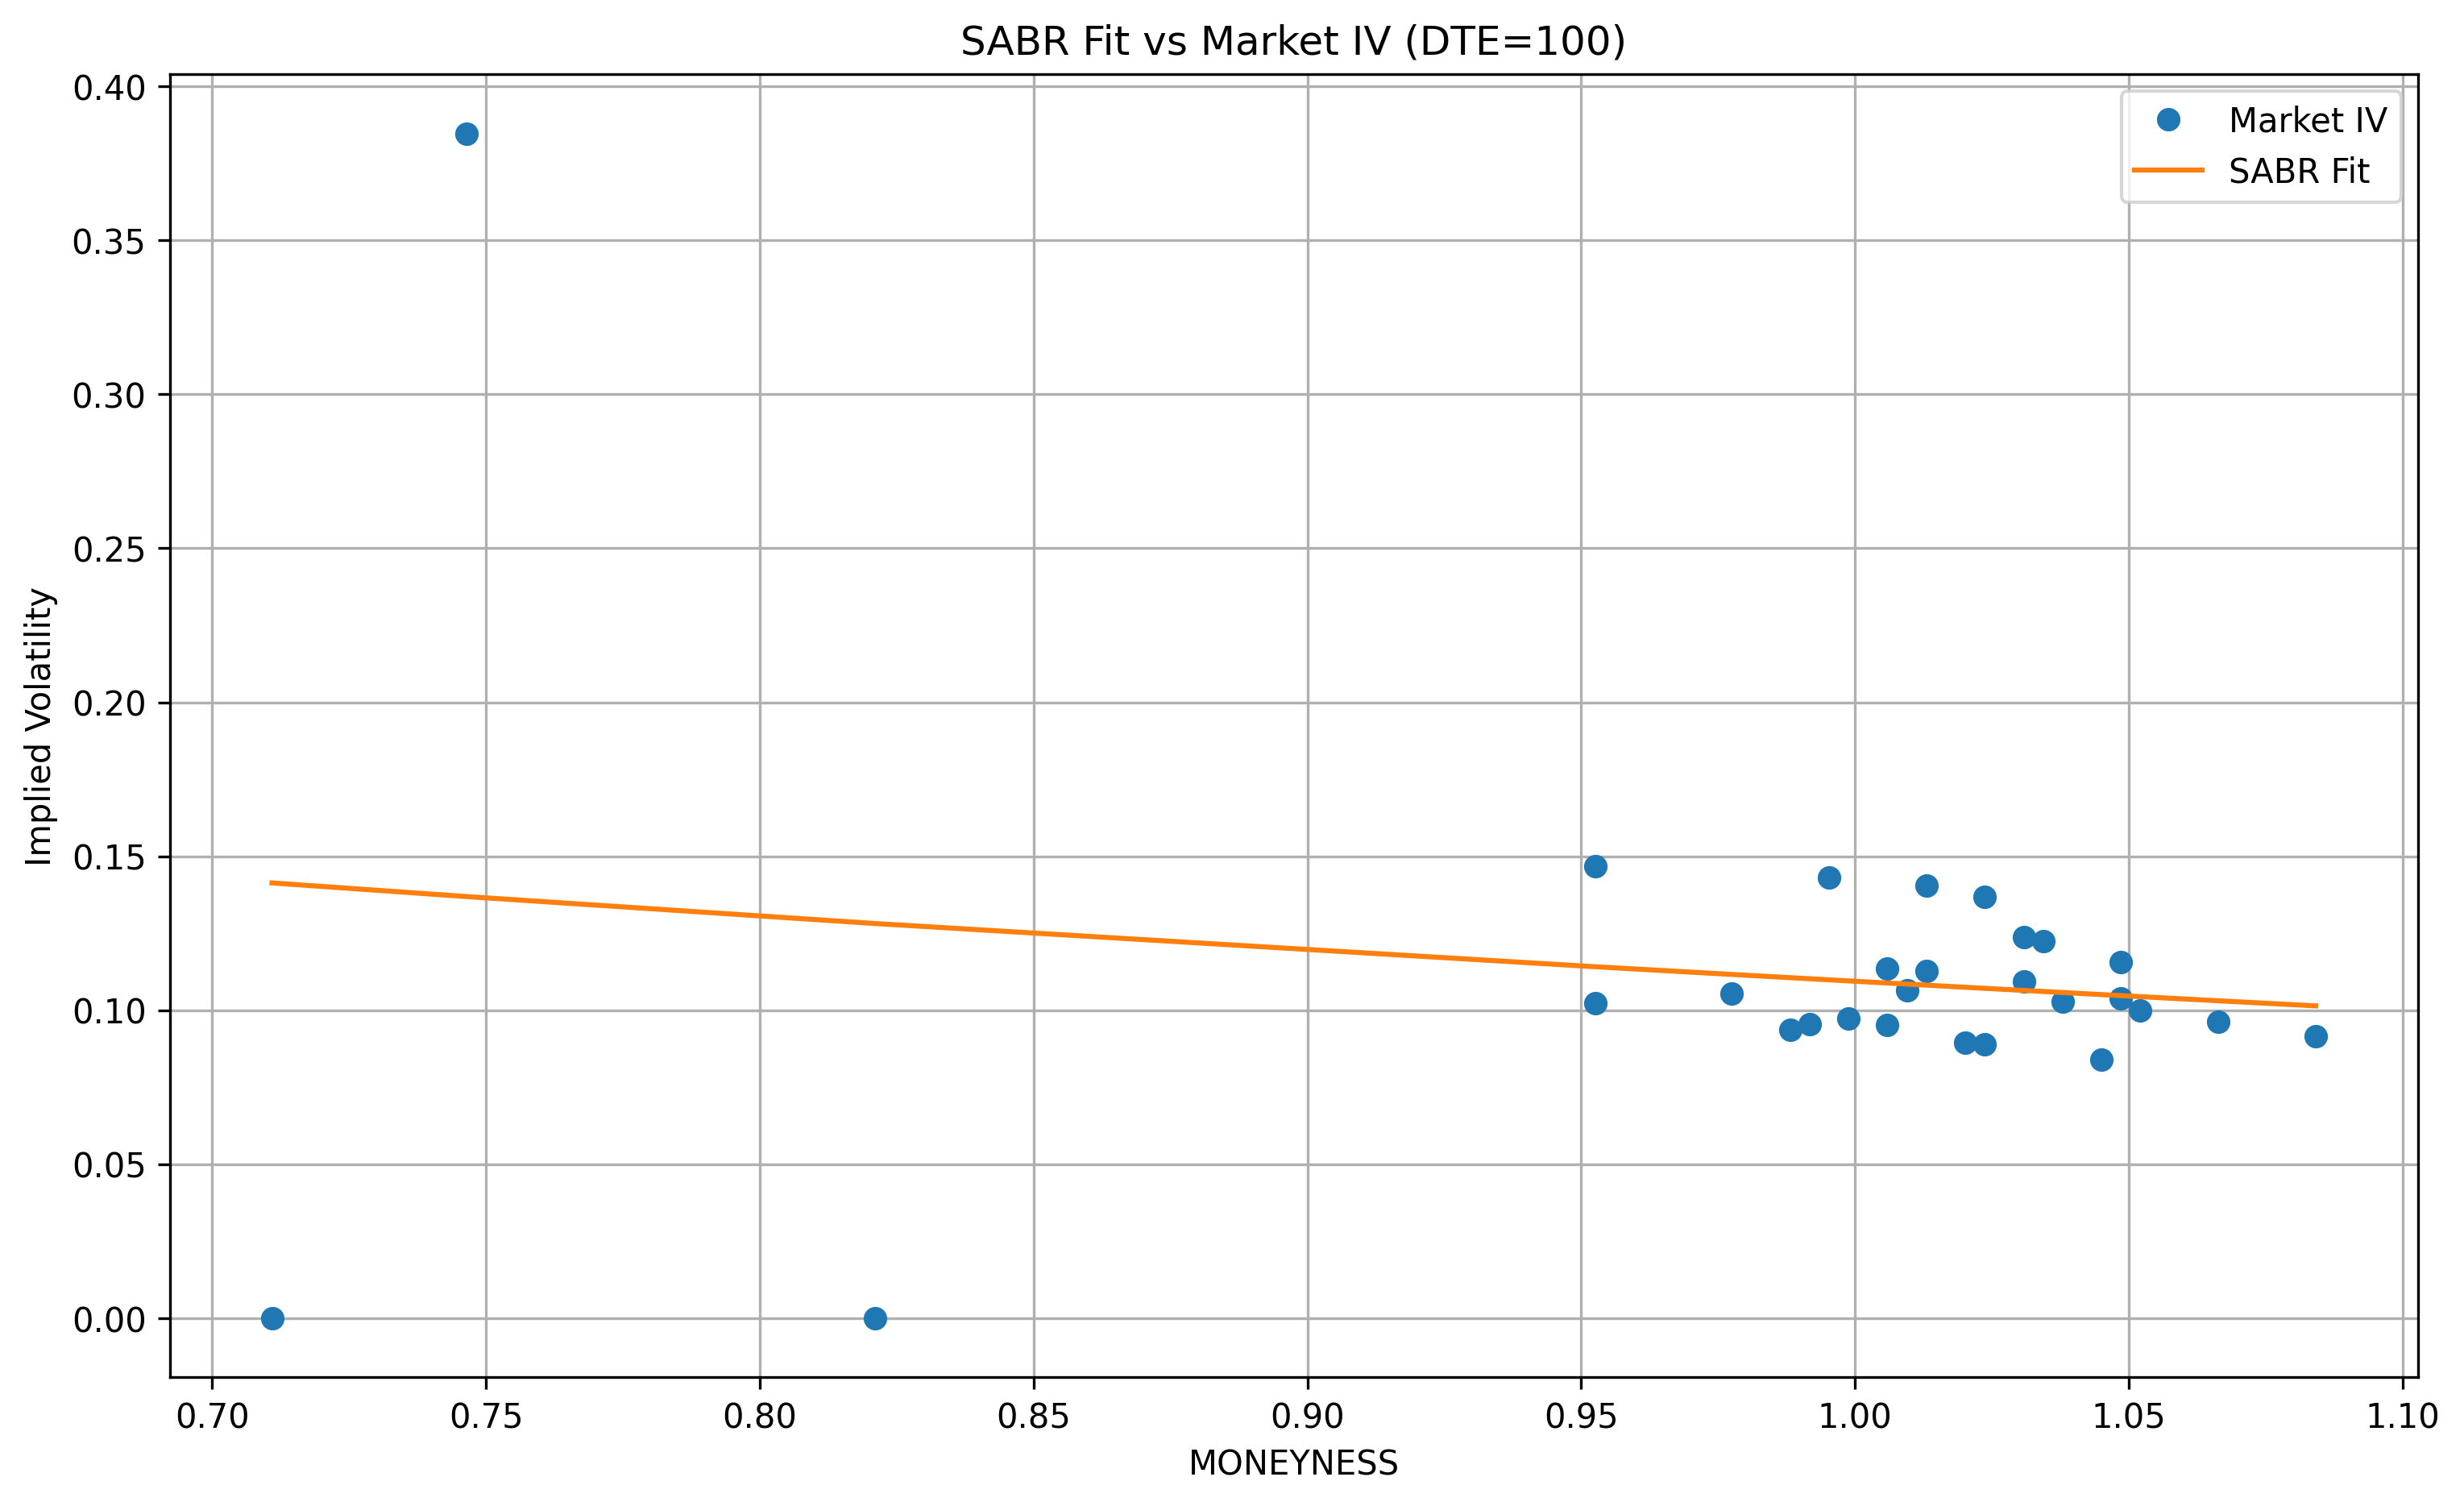 SABR Fit vs Market IV (DTE=100)
Market IV
SABR Fit
Implied Volatility
0.40
0.35
0.30
0.25
0.20
0.15
0.10
0.05
0.00
0.70 0.75 0.80 0.85 0.90 0.95 1.00 1.05 1.10
MONEYNESS